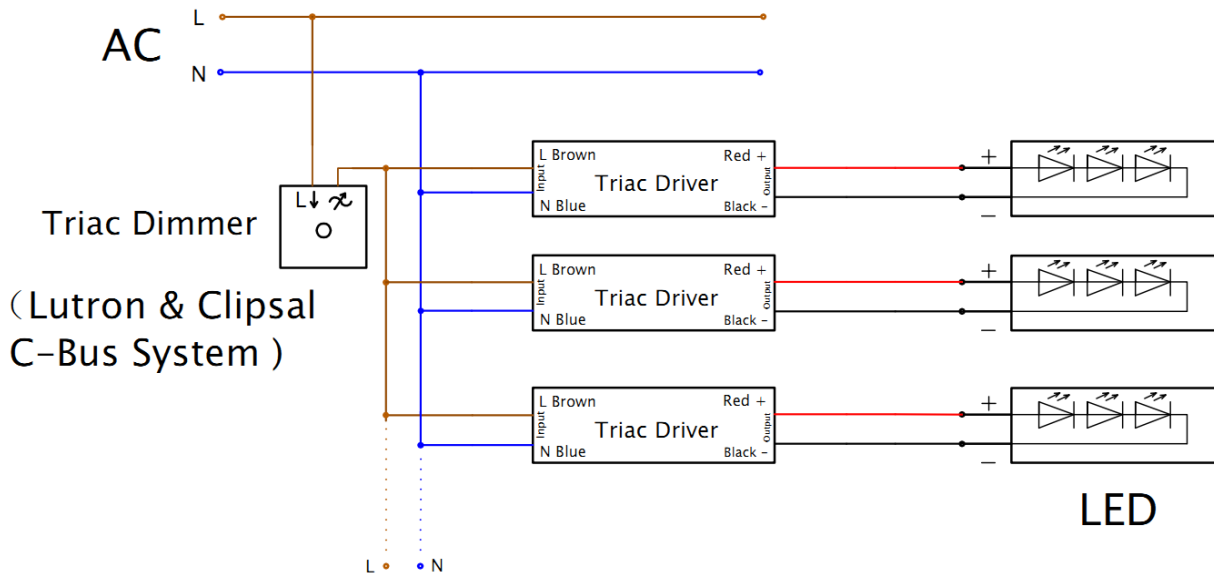 L
AC
N
L Brown
Red +
Input
Triac Driver
Output
N Blue
Black -
+
−
L
Triac Dimmer
（Lutron & Clipsal
C-Bus System )
L Brown
Red +
Input
Triac Driver
Output
N Blue
Black -
+
−
L Brown
Red +
Input
Triac Driver
Output
N Blue
Black -
+
−
LED
L
N